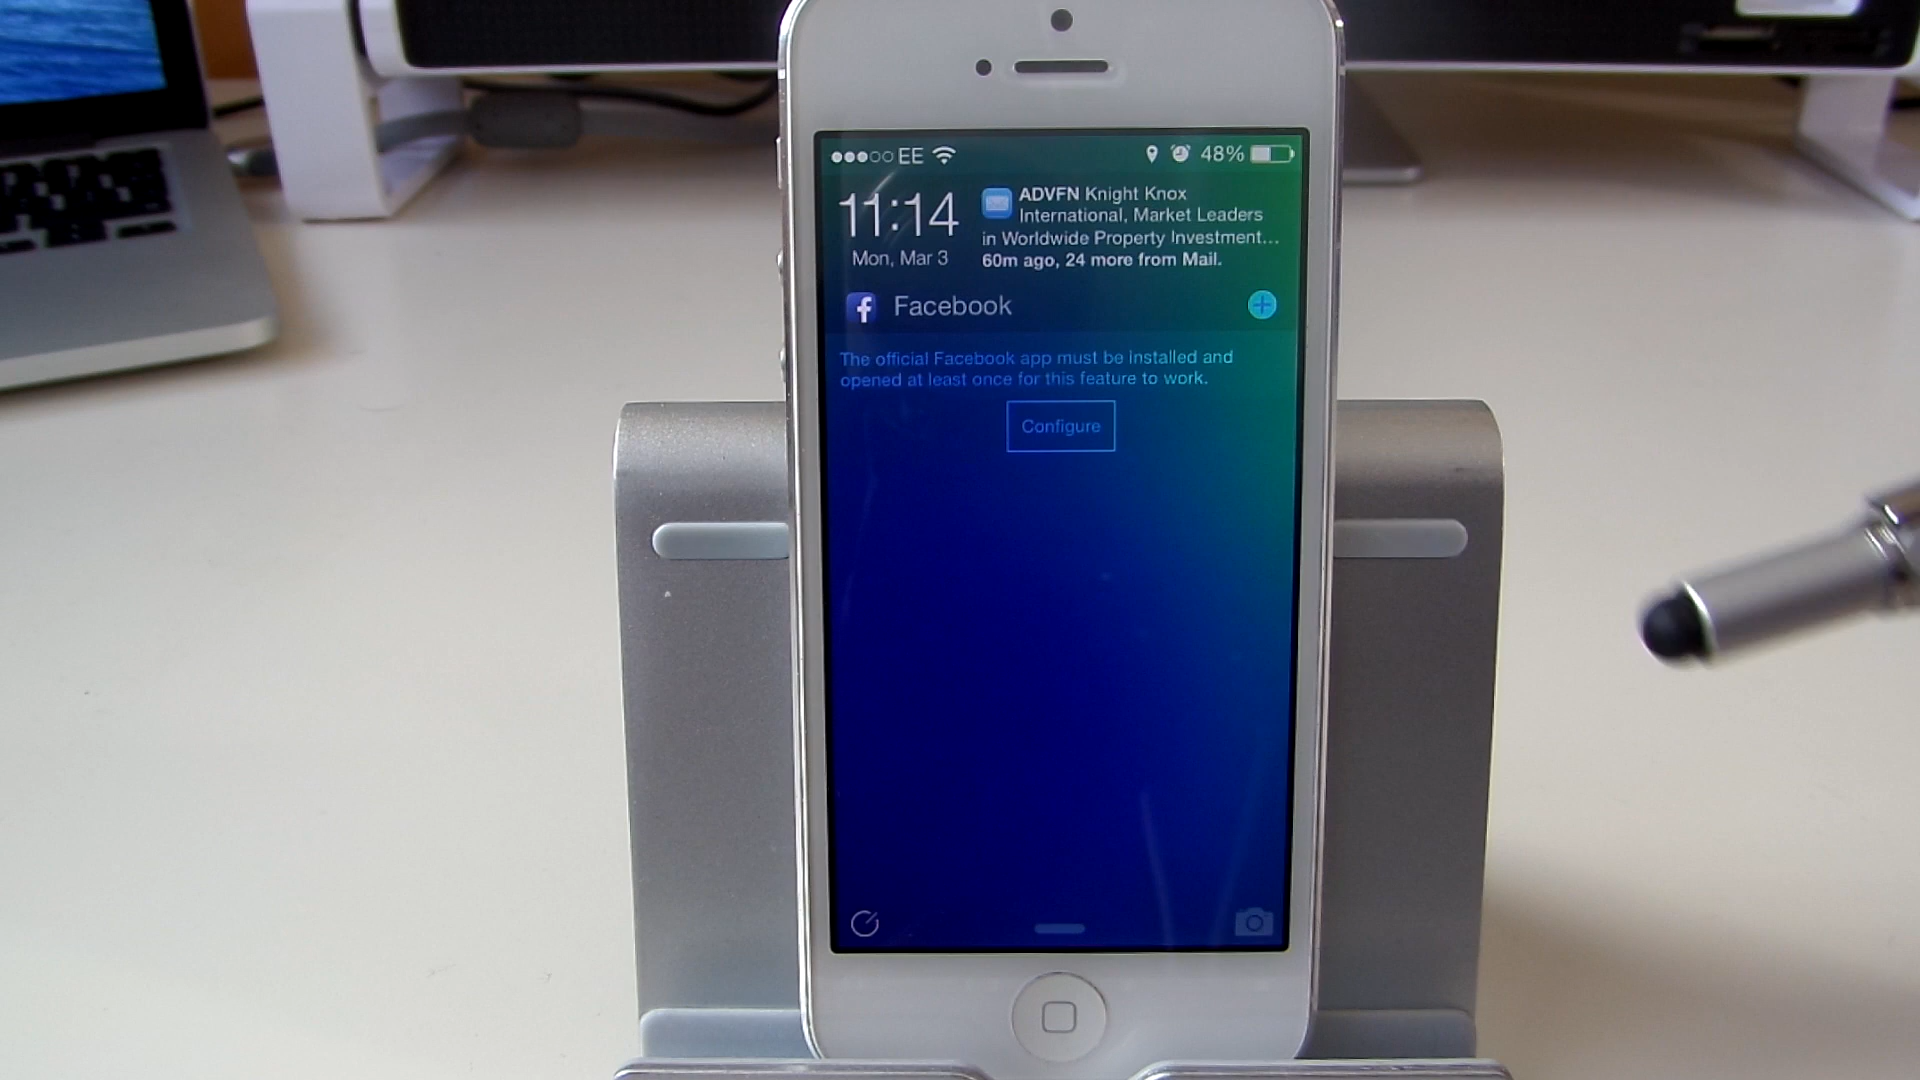 EE 48%
11:14
Mon, Mar 3
ADVFN Knight Knox
International, Market Leaders
in Worldwide Property Investment...
60m ago, 24 more from Mail.
f Facebook
The official Facebook app must be installed and
opened at least once for this feature to work.
Configure